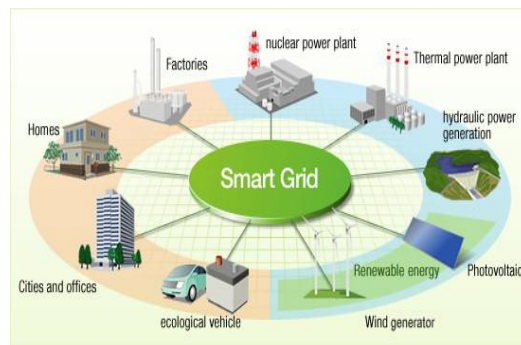 nuclear power plant
Factories
Thermal power plant
Homes
hydraulic power
generation
Smart Grid
Cities and offices
Renewable energy
Photovoltaic
ecological vehicle
Wind generator